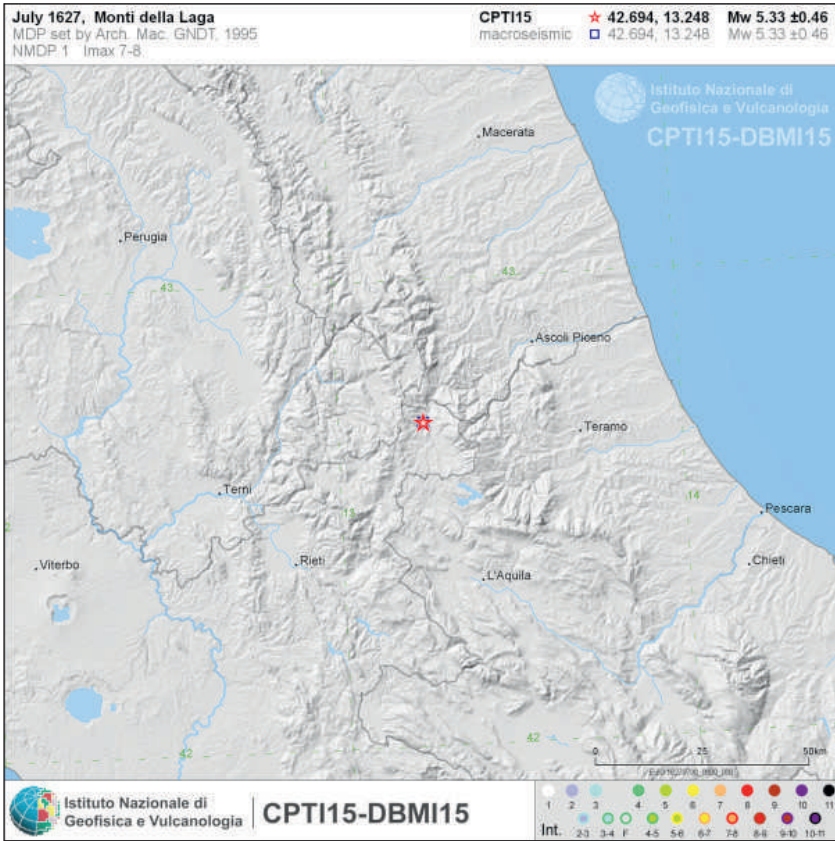 July 1627, Monti della Laga
MDP set by Arch. Mac. GNDT, 1995
NMDP 1 Imax 7-8
CPTI15 42.694, 13.248 Mw 5.33 ±0.46
macroseismic 42.694, 13.248 Mw 5.33 ±0.46
Istituto Nazionale di
Geofisica e Vulcanologia
CPTI15-DBMI15
Macerata
Perugia
43
43
Ascoli Piceno
Teramo
Terni
14
13
Pescara
Viterbo
Rieti
Chieti
L'Aquila
42
42
0 25 50km
Istituto Nazionale di
Geofisica e Vulcanologia
CPTI15-DBMI15
1 2 3 4 5 6 7 8 9 10 11
Int. 2-3 3-4 F 4-5 5-6 6-7 7-8 8-9 9-10 10-11